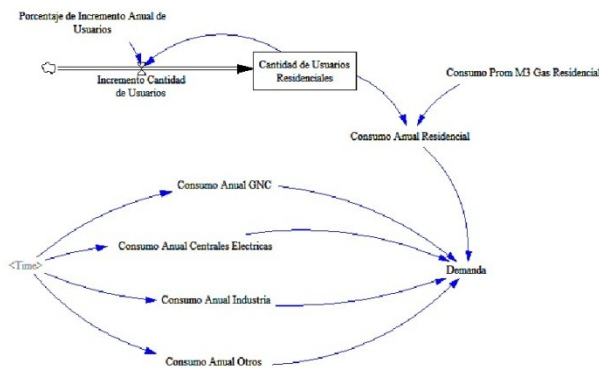 Porcentaje de Incremento Anual de
Usuarios
Cantidad de Usuarios
Residenciales
Incremento Cantidad
de Usuarios
Consumo Prom M3 Gas Residencial
Consumo Anual Residencial
Consumo Anual GNC
Consumo Anual Centrales Electricas
<Time>
Demanda
Consumo Anual Industria
Consumo Anual Otros